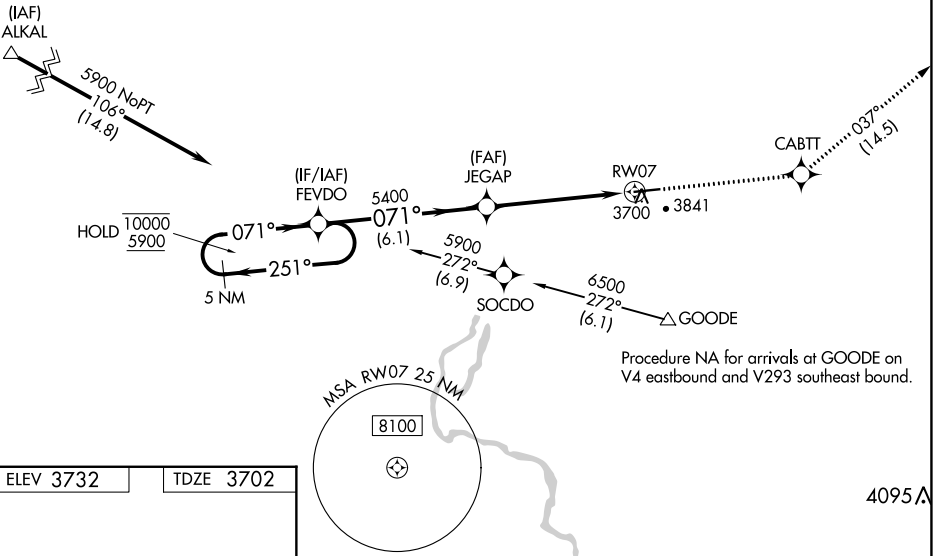 (IAF)
ALKAL
5900 NoPT
106°
(14.8)
(IF/IAF)
FEVDO
HOLD 10000
5900
071°
251°
5 NM
5400
071°
(6.1)
(FAF)
JEGAP
RW07
3700
3841
CABTT
037°
(14.5)
5900
272°
(6.9)
SOCDO
6500
272°
(6.1)
GOODE
Procedure NA for arrivals at GOODE on
V4 eastbound and V293 southeast bound.
MSA RW07 25 NM
8100
ELEV 3732
TDZE 3702
4095